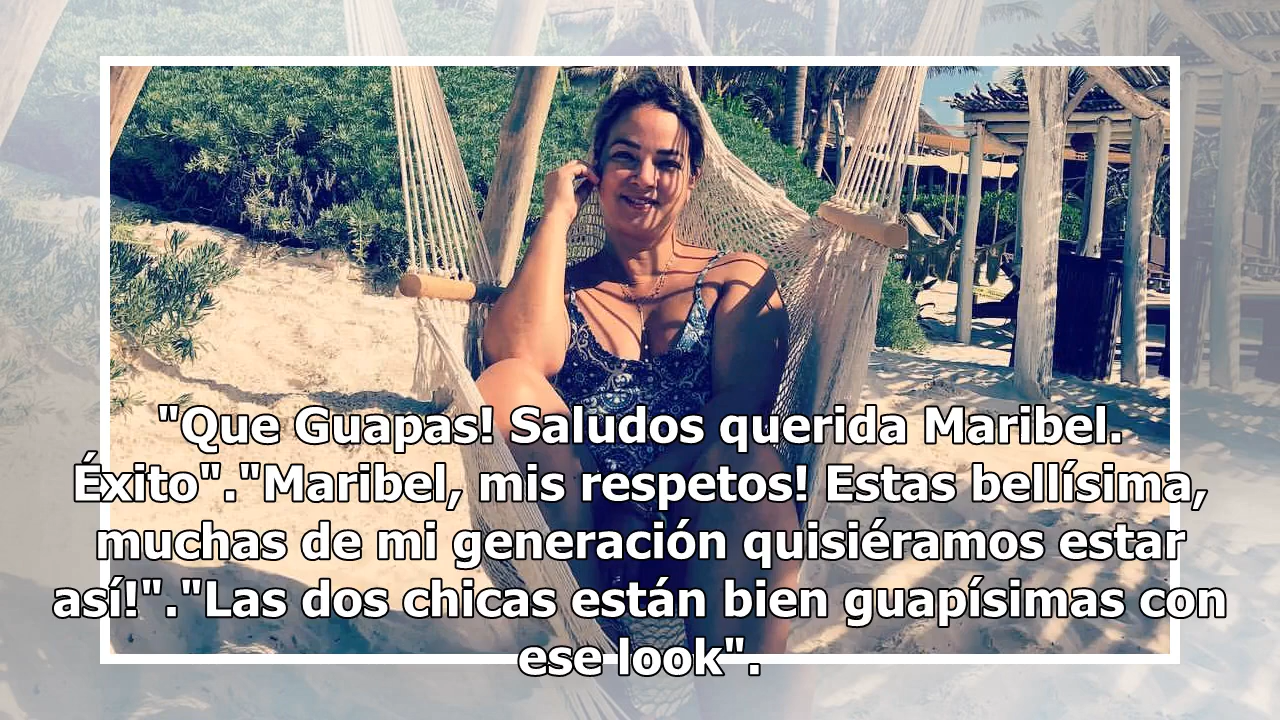 "Que Guapas! Saludos querida Maribel.
Éxito"."Maribel, mis respetos! Estas bellísima,
muchas de mi generación quisiéramos estar
así!"."Las dos chicas están bien guapísimas con
ese look".